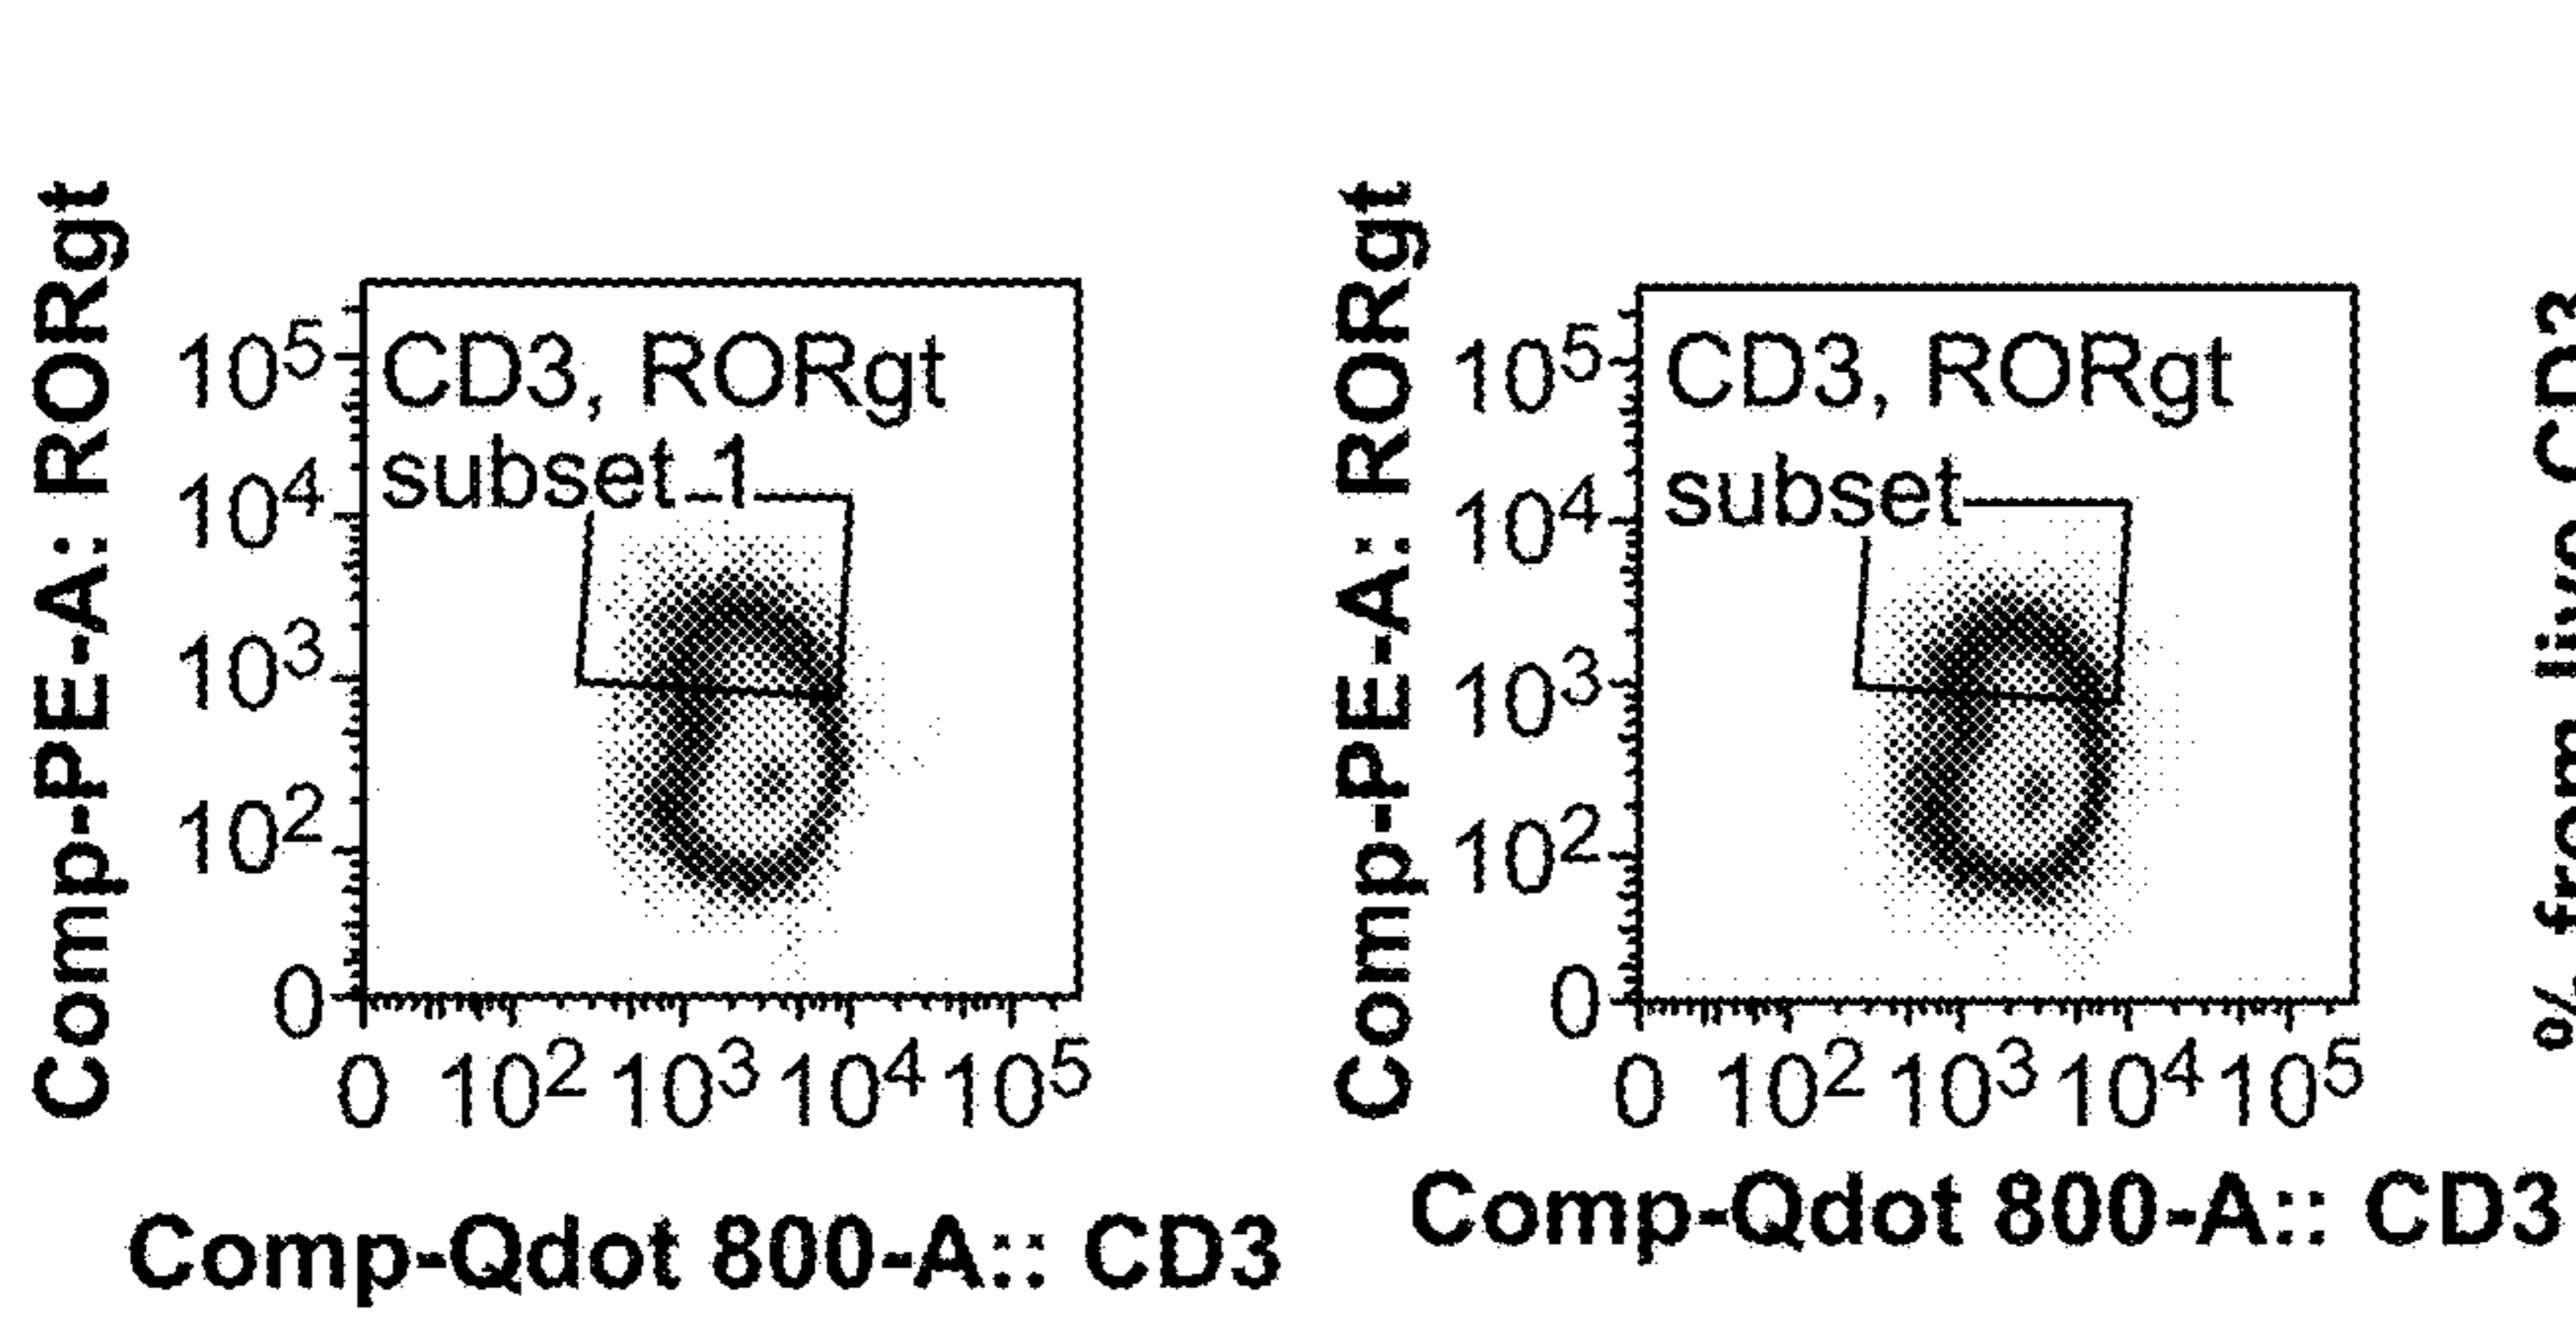 Comp-PE-A: RORgt
10^5
10^4
10^3
10^2
0
CD3, RORgt
subset 1
0 10^2 10^3 10^4 10^5
Comp-Qdot 800-A:: CD3
Comp-PE-A: RORgt
10^5
10^4
10^3
10^2
0
CD3, RORgt
subset
0 10^2 10^3 10^4 10^5
Comp-Qdot 800-A:: CD3
% from live CD3